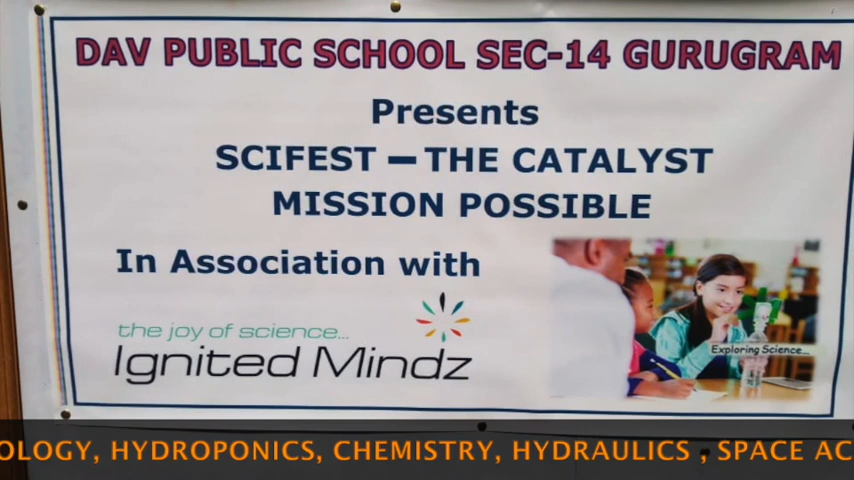 DAV PUBLIC SCHOOL SEC-14 GURUGRAM
Presents
SCIFEST – THE CATALYST
MISSION POSSIBLE
In Association with
the joy of science...
Ignited Mindz
Exploring Science...
OLOGY, HYDROPONICS, CHEMISTRY, HYDRAULICS , SPACE AC